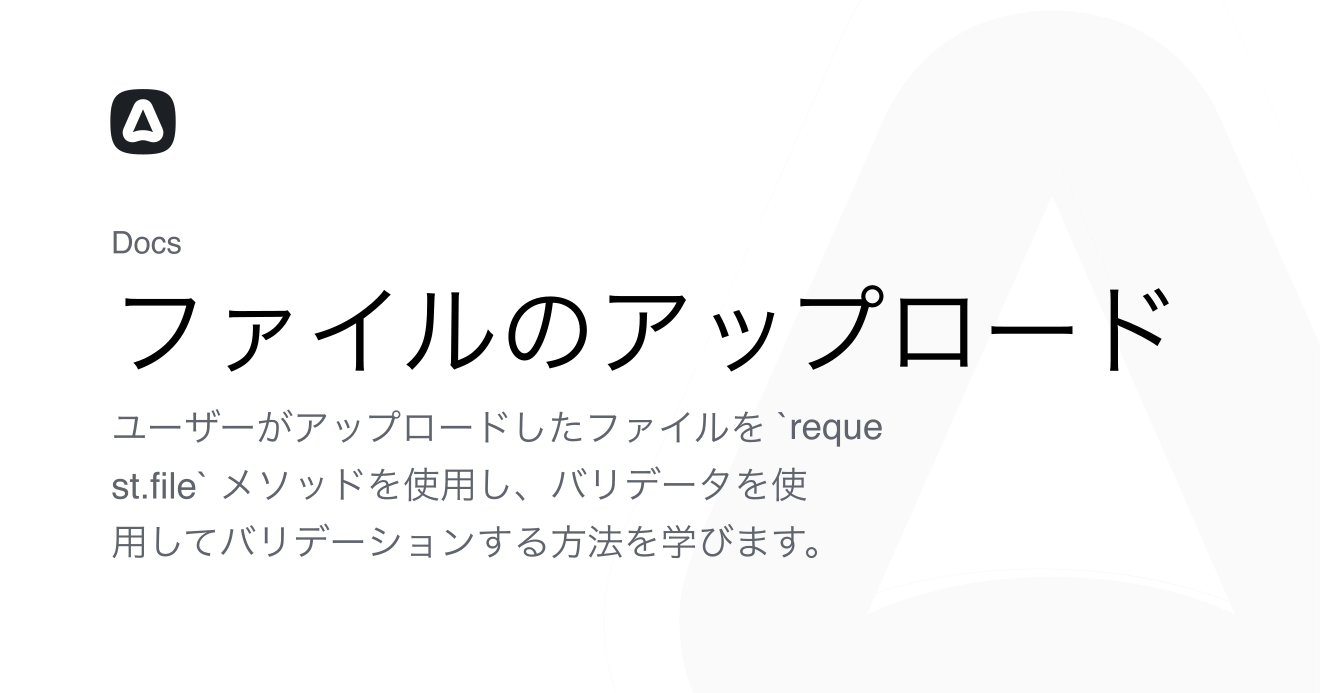 Docs
ファイルのアップロード
ユーザーがアップロードしたファイルを `reque
st.file` メソッドを使用し、バリデータを使
用してバリデーションする方法を学びます。